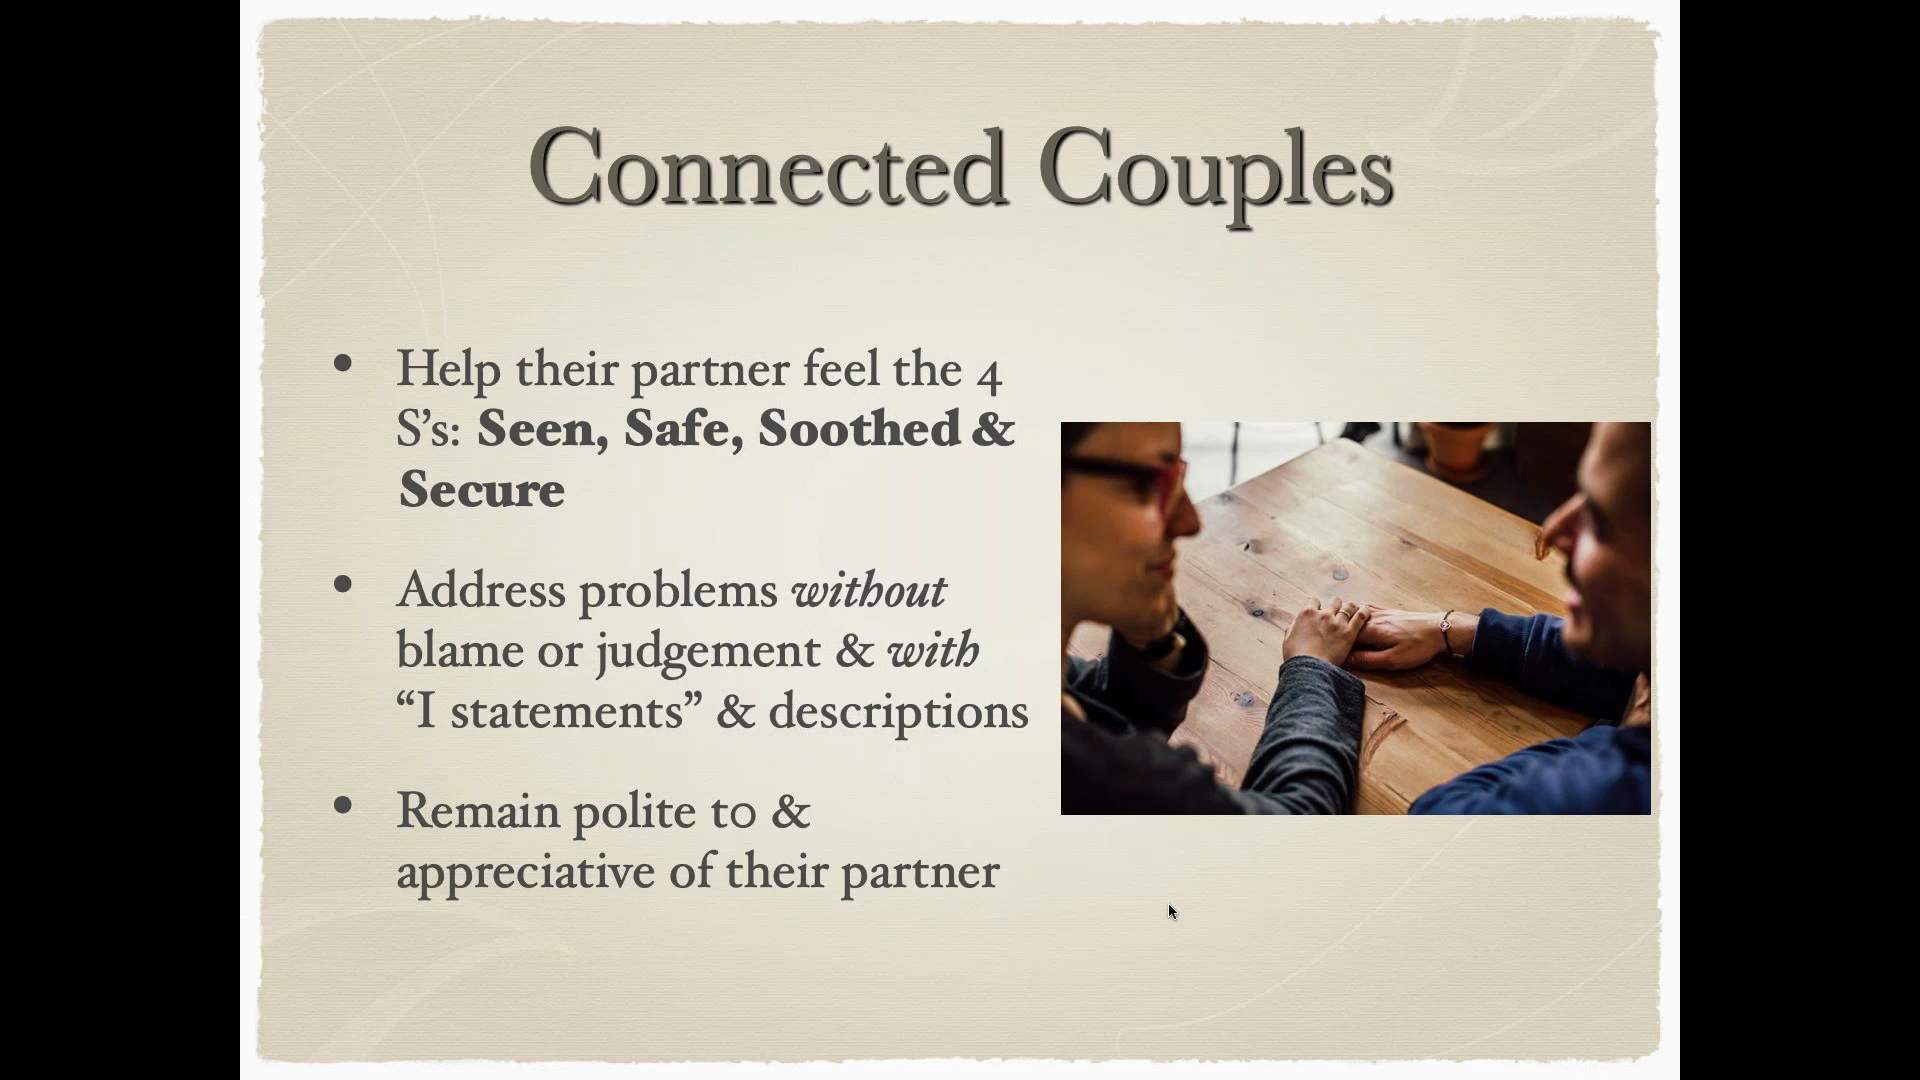 Connected Couples
• Help their partner feel the 4
S’s: Seen, Safe, Soothed &
Secure
• Address problems without
blame or judgement & with
“I statements” & descriptions
• Remain polite to &
appreciative of their partner